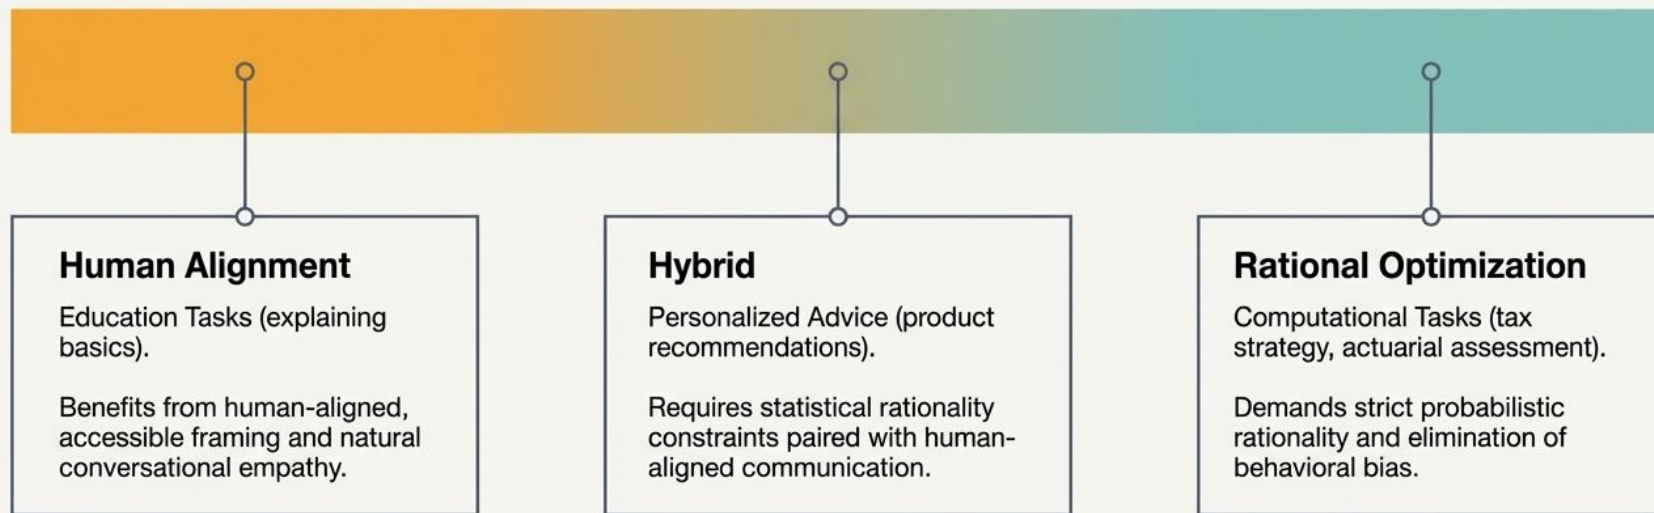 Human Alignment
Education Tasks (explaining
basics).
Benefits from human-aligned,
accessible framing and natural
conversational empathy.
Hybrid
Personalized Advice (product
recommendations).
Requires statistical rationality
constraints paired with human-
aligned communication.
Rational Optimization
Computational Tasks (tax
strategy, actuarial assessment).
Demands strict probabilistic
rationality and elimination of
behavioral bias.